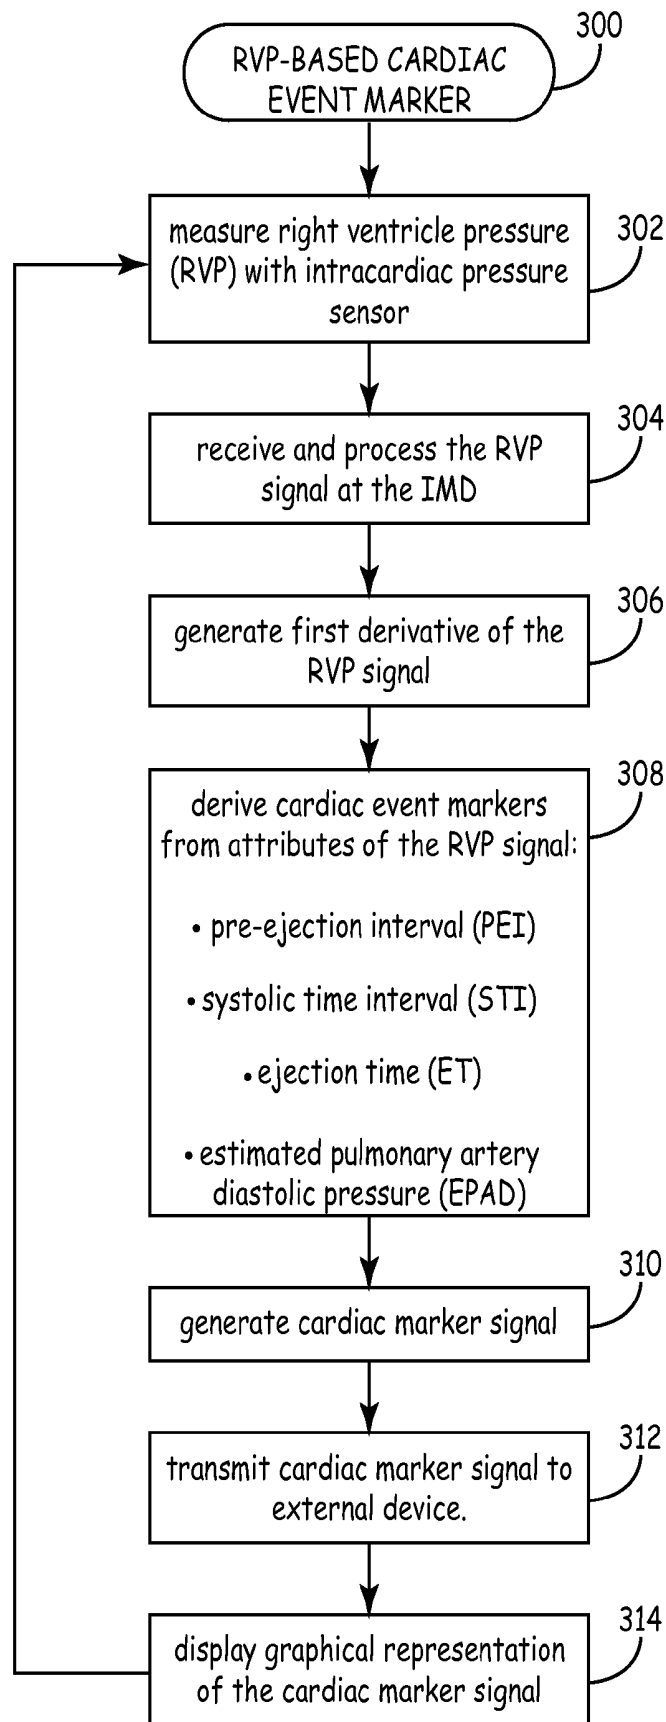 300
RVP-BASED CARDIAC
EVENT MARKER
302
measure right ventricle pressure
(RVP) with intracardiac pressure
sensor
304
receive and process the RVP
signal at the IMD
306
generate first derivative of the
RVP signal
308
derive cardiac event markers
from attributes of the RVP signal:
• pre-ejection interval (PEI)
• systolic time interval (STI)
• ejection time (ET)
• estimated pulmonary artery
diastolic pressure (EPAD)
310
generate cardiac marker signal
312
transmit cardiac marker signal to
external device.
314
display graphical representation
of the cardiac marker signal